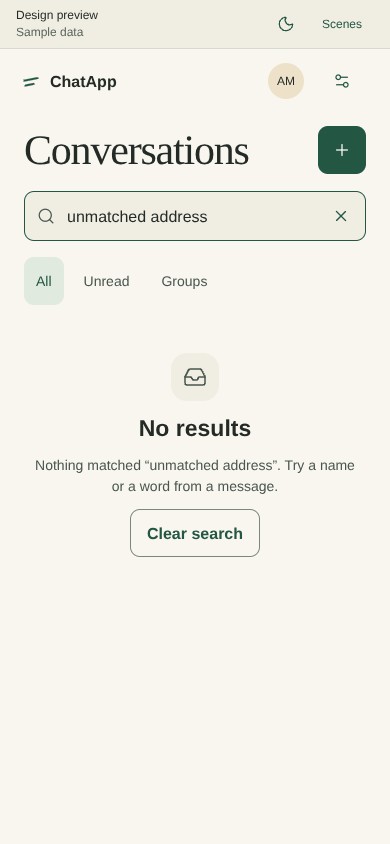 Design preview
Sample data
Scenes
ChatApp
AM
Conversations
unmatched address
All
Unread
Groups
No results
Nothing matched “unmatched address”. Try a name
or a word from a message.
Clear search